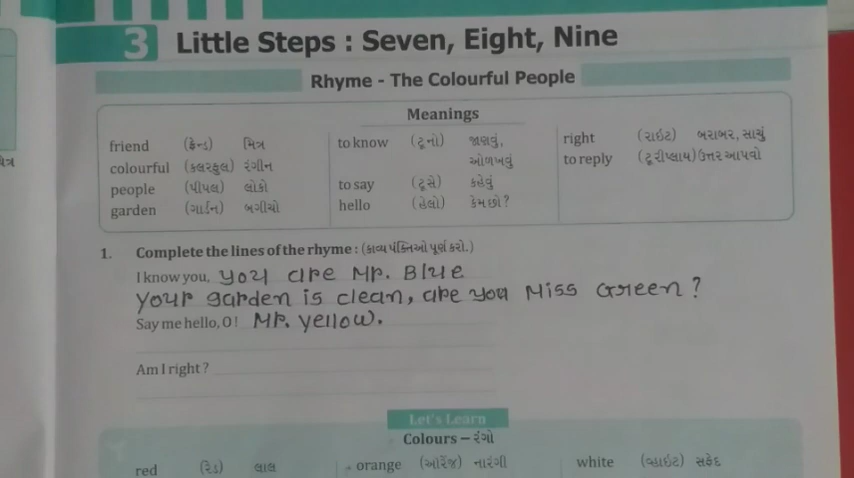 3 Little Steps : Seven, Eight, Nine
Rhyme - The Colourful People
Meanings
friend (ફ્રેન્ડ) મિત્ર
colourful (કલરફુલ) રંગીન
people (પીપલ) લોકો
garden (ગાર્ડન) બગીચો
to know (ટૂ નો) જાણવું,
ઓળખવું
to say (ટૂ સે) કહેવું
hello (હેલો) કેમ છો?
right (રાઇટ) બરાબર, સાચું
to reply (ટૂ રીપ્લાય) ઉત્તર આપવો
1. Complete the lines of the rhyme : (કાવ્ય પંક્તિઓ પૂર્ણ કરો.)
I know you, you are Mr. Blue
Your garden is clean, are you Miss Green?
Say me hello, O! Mr. yellow.
Am I right ?
Let's Learn
Colours – રંગો
red (રેડ) લાલ
orange (ઓરેંજ) નારંગી
white (વ્હાઇટ) સફેદ